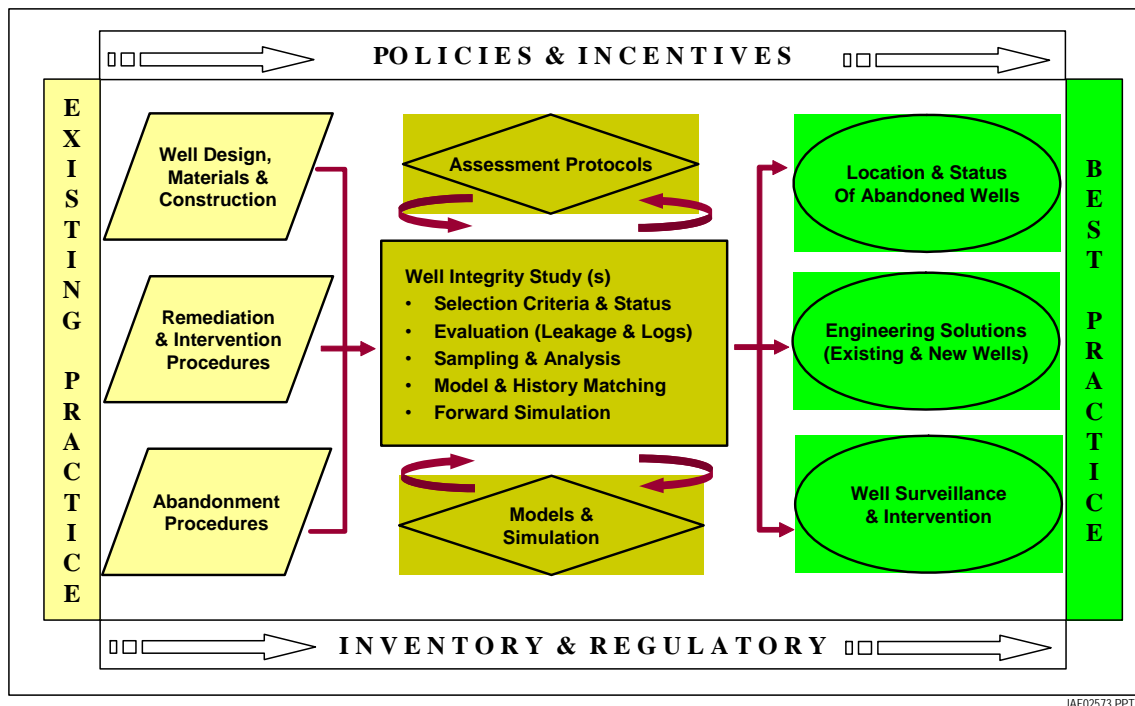 POLICIES & INCENTIVES
EXISTING PRACTICE
Well Design,
Materials &
Construction
Remediation
& Intervention
Procedures
Abandonment
Procedures
Assessment Protocols
Well Integrity Study (s)
• Selection Criteria & Status
• Evaluation (Leakage & Logs)
• Sampling & Analysis
• Model & History Matching
• Forward Simulation
Models &
Simulation
Location & Status
Of Abandoned Wells
Engineering Solutions
(Existing & New Wells)
Well Surveillance
& Intervention
BEST PRACTICE
INVENTORY & REGULATORY
IAF02573.PPT